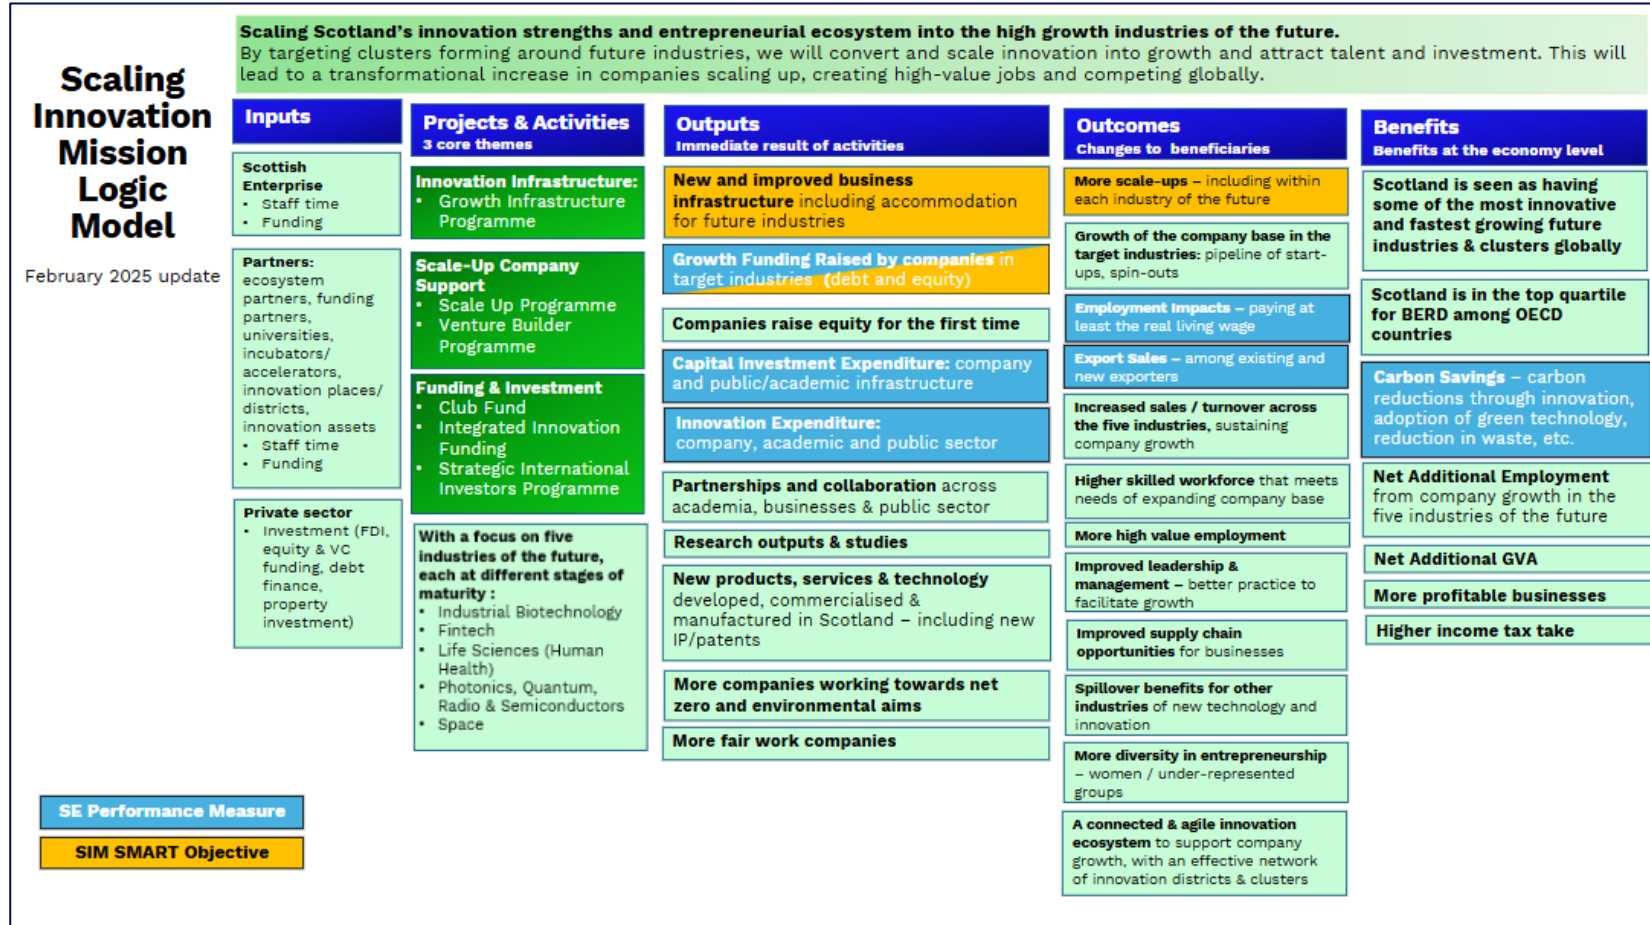 Scaling Scotland's innovation strengths and entrepreneurial ecosystem into the high growth industries of the future.
By targeting clusters forming around future industries, we will convert and scale innovation into growth and attract talent and investment. This will
lead to a transformational increase in companies scaling up, creating high-value jobs and competing globally.
Scaling
Innovation
Mission
Logic
Model
February 2025 update
Inputs
Scottish
Enterprise
• Staff time
• Funding
Partners:
ecosystem
partners, funding
partners,
universities,
incubators/
accelerators,
innovation places/
districts,
innovation assets
• Staff time
• Funding
Private sector
• Investment (FDI,
equity & VC
funding, debt
finance,
property
investment)
Projects & Activities
3 core themes
Innovation Infrastructure:
• Growth Infrastructure
Programme
Scale-Up Company
Support
• Scale Up Programme
• Venture Builder
Programme
Funding & Investment
• Club Fund
• Integrated Innovation
Funding
• Strategic International
Investors Programme
With a focus on five
industries of the future,
each at different stages of
maturity :
• Industrial Biotechnology
• Fintech
• Life Sciences (Human
Health)
• Photonics, Quantum,
Radio & Semiconductors
• Space
Outputs
Immediate result of activities
New and improved business
infrastructure including accommodation
for future industries
Growth Funding Raised by companies in
target industries (debt and equity)
Companies raise equity for the first time
Capital Investment Expenditure: company
and public/academic infrastructure
Innovation Expenditure:
company, academic and public sector
Partnerships and collaboration across
academia, businesses & public sector
Research outputs & studies
New products, services & technology
developed, commercialised &
manufactured in Scotland – including new
IP/patents
More companies working towards net
zero and environmental aims
More fair work companies
Outcomes
Changes to beneficiaries
More scale-ups – including within
each industry of the future
Growth of the company base in the
target industries: pipeline of start-
ups, spin-outs
Employment Impacts – paying at
least the real living wage
Export Sales – among existing and
new exporters
Increased sales / turnover across
the five industries, sustaining
company growth
Higher skilled workforce that meets
needs of expanding company base
More high value employment
Improved leadership &
management – better practice to
facilitate growth
Improved supply chain
opportunities for businesses
Spillover benefits for other
industries of new technology and
innovation
More diversity in entrepreneurship
– women / under-represented
groups
A connected & agile innovation
ecosystem to support company
growth, with an effective network
of innovation districts & clusters
Benefits
Benefits at the economy level
Scotland is seen as having
some of the most innovative
and fastest growing future
industries & clusters globally
Scotland is in the top quartile
for BERD among OECD
countries
Carbon Savings – carbon
reductions through innovation,
adoption of green technology,
reduction in waste, etc.
Net Additional Employment
from company growth in the
five industries of the future
Net Additional GVA
More profitable businesses
Higher income tax take
SE Performance Measure
SIM SMART Objective